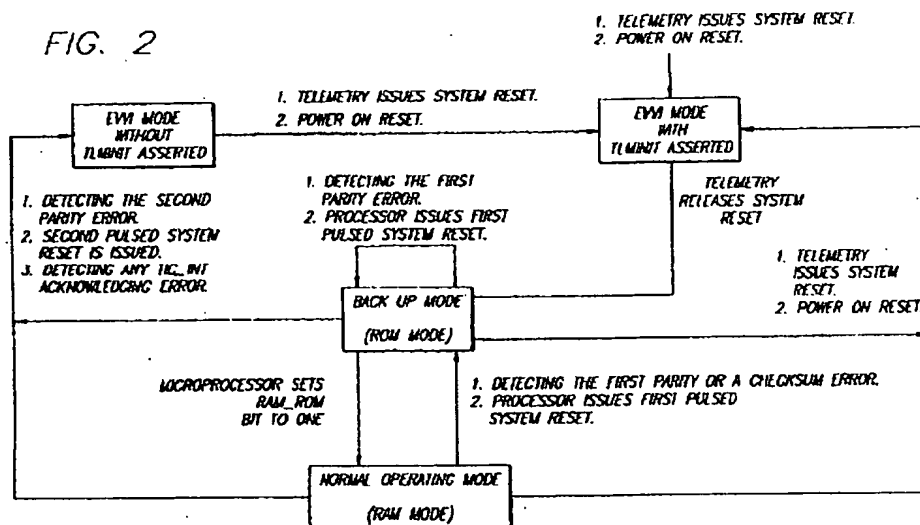 FIG. 2
1. TELEMETRY ISSUES SYSTEM RESET.
2. POWER ON RESET.
EVVI MODE
WITHOUT
TLMINIT ASSERTED
1. TELEMETRY ISSUES SYSTEM RESET.
2. POWER ON RESET.
EVVI MODE
WITH
TLMINIT ASSERTED
1. DETECTING THE SECOND
PARITY ERROR.
2. SECOND PULSED SYSTEM
RESET IS ISSUED.
3. DETECTING ANY TIC_INT
ACKNOWLEDGING ERROR.
1. DETECTING THE FIRST
PARITY ERROR.
2. PROCESSOR ISSUES FIRST
PULSED SYSTEM RESET.
TELEMETRY
RELEASES SYSTEM
RESET
1. TELEMETRY
ISSUES SYSTEM
RESET.
2. POWER ON RESET.
BACK UP MODE
(ROM MODE)
MICROPROCESSOR SETS
RAM_ROM
BIT TO ONE
1. DETECTING THE FIRST PARITY OR A CHECKSUM ERROR.
2. PROCESSOR ISSUES FIRST PULSED
SYSTEM RESET.
NORMAL OPERATING MODE
(RAM MODE)